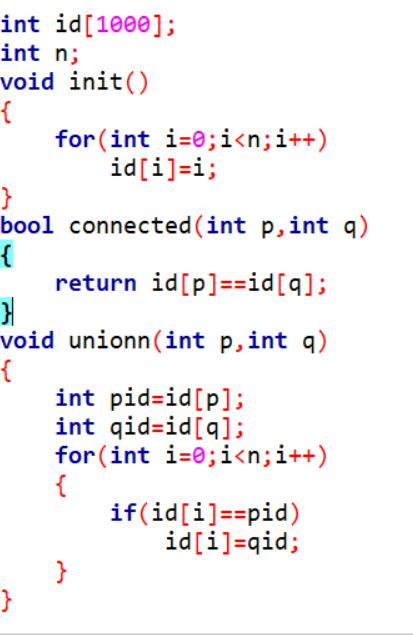 int id[1000];
int n;
void init()
{
    for(int i=0;i<n;i++)
        id[i]=i;
}
bool connected(int p,int q)
{
    return id[p]==id[q];
}
void unionn(int p,int q)
{
    int pid=id[p];
    int qid=id[q];
    for(int i=0;i<n;i++)
    {
        if(id[i]==pid)
            id[i]=qid;
    }
}